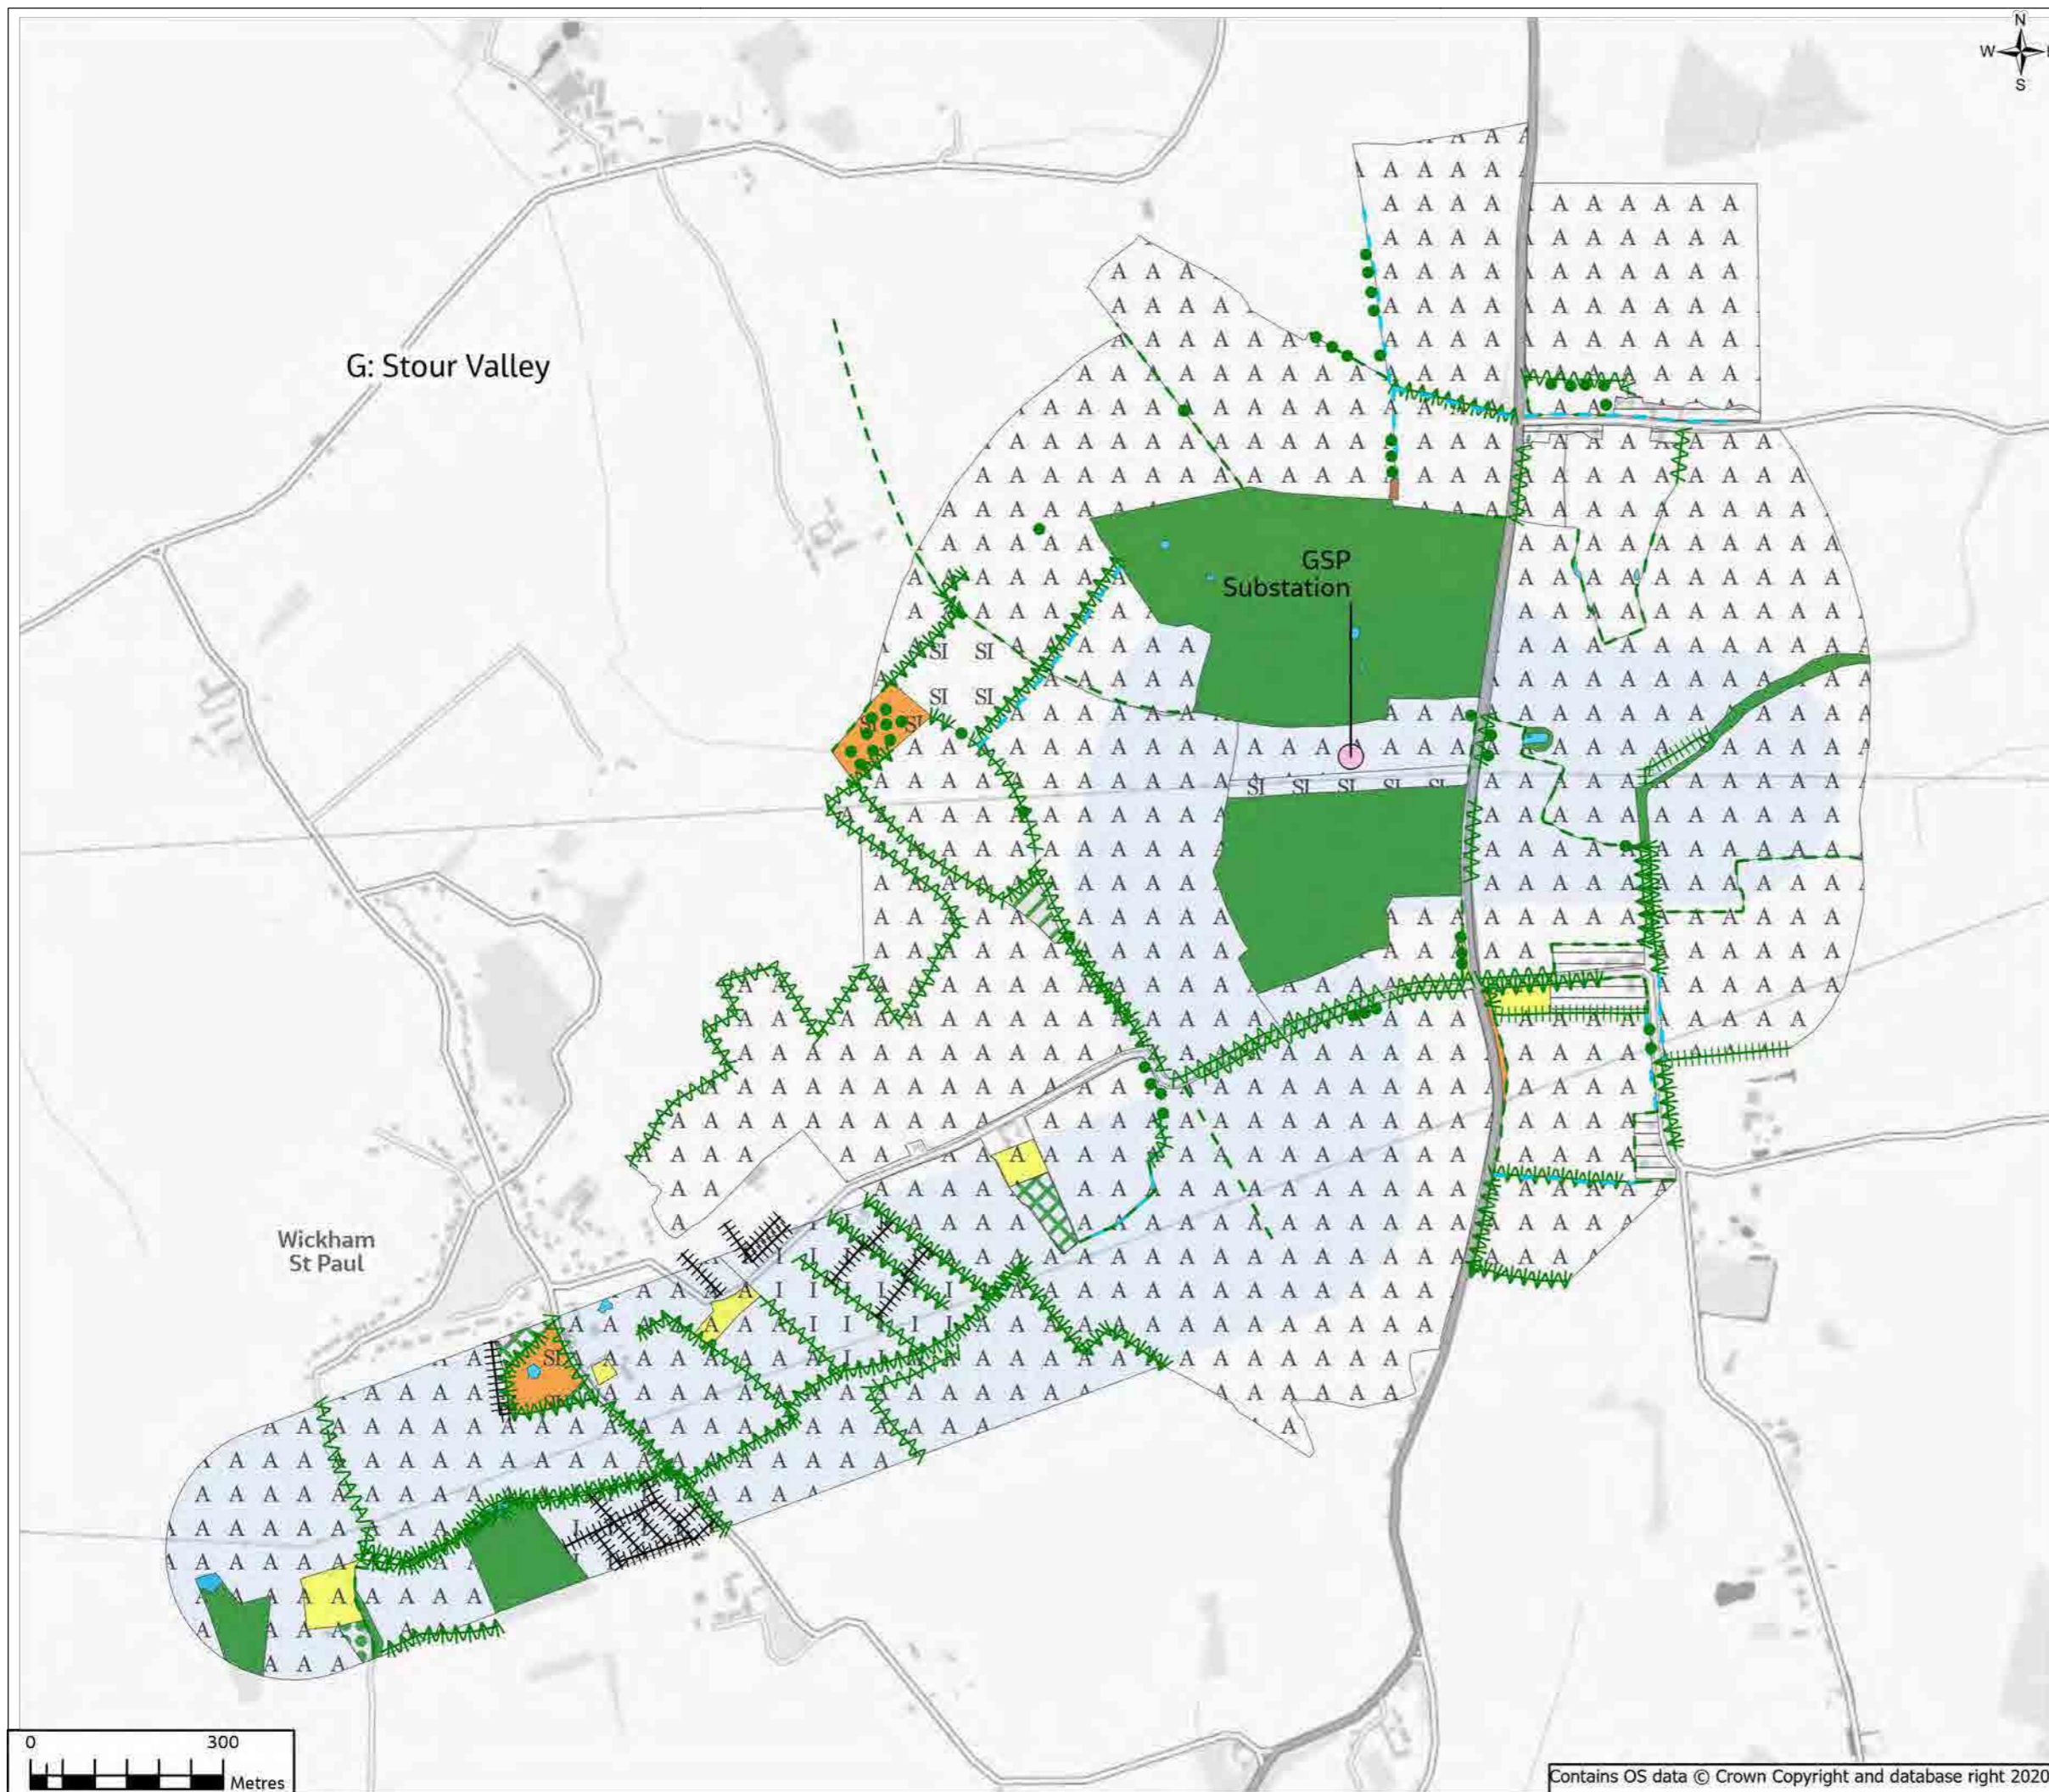 N
W
S
G: Stour Valley
GSP
Substation
Wickham
St Paul
0 300
Metres
Contains OS data © Crown Copyright and database right 2020